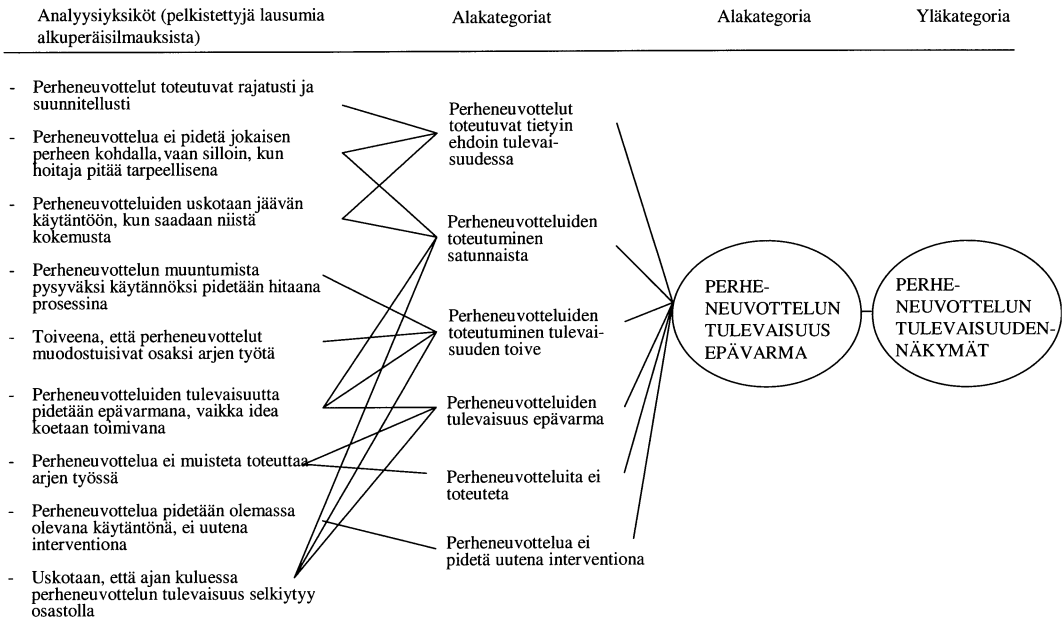 Analyysiyksiköt (pelkistettyjä lausumia
alkuperäisilmauksista)
Alakategoriat
Alakategoria
Yläkategoria
- Perheneuvottelut toteutuvat rajatusti ja
suunnitellusti
- Perheneuvottelua ei pidetä jokaisen
perheen kohdalla, vaan silloin, kun
hoitaja pitää tarpeellisena
- Perheneuvotteluiden uskotaan jäävän
käytäntöön, kun saadaan niistä
kokemusta
- Perheneuvottelun muuntumista
pysyväksi käytännöksi pidetään hitaana
prosessina
- Toiveena, että perheneuvottelut
muodostuisivat osaksi arjen työtä
- Perheneuvotteluiden tulevaisuutta
pidetään epävarmana, vaikka idea
koetaan toimivana
- Perheneuvottelua ei muisteta toteuttaa
arjen työssä
- Perheneuvottelua pidetään olemassa
olevana käytäntönä, ei uutena
interventiona
- Uskotaan, että ajan kuluessa
perheneuvottelun tulevaisuus selkiytyy
osastolla
Perheneuvottelut
toteutuvat tietyin
ehdoin tulevai-
suudessa
Perheneuvotteluiden
toteutuminen
satunnaista
Perheneuvotteluiden
toteutuminen tulevai-
suuden toive
Perheneuvotteluiden
tulevaisuus epävarma
Perheneuvotteluita ei
toteuteta
Perheneuvottelua ei
pidetä uutena interventiona
PERHE-
NEUVOTTELUN
TULEVAISUUS
EPÄVARMA
PERHE-
NEUVOTTELUN
TULEVAISUUDEN-
NÄKYMÄT